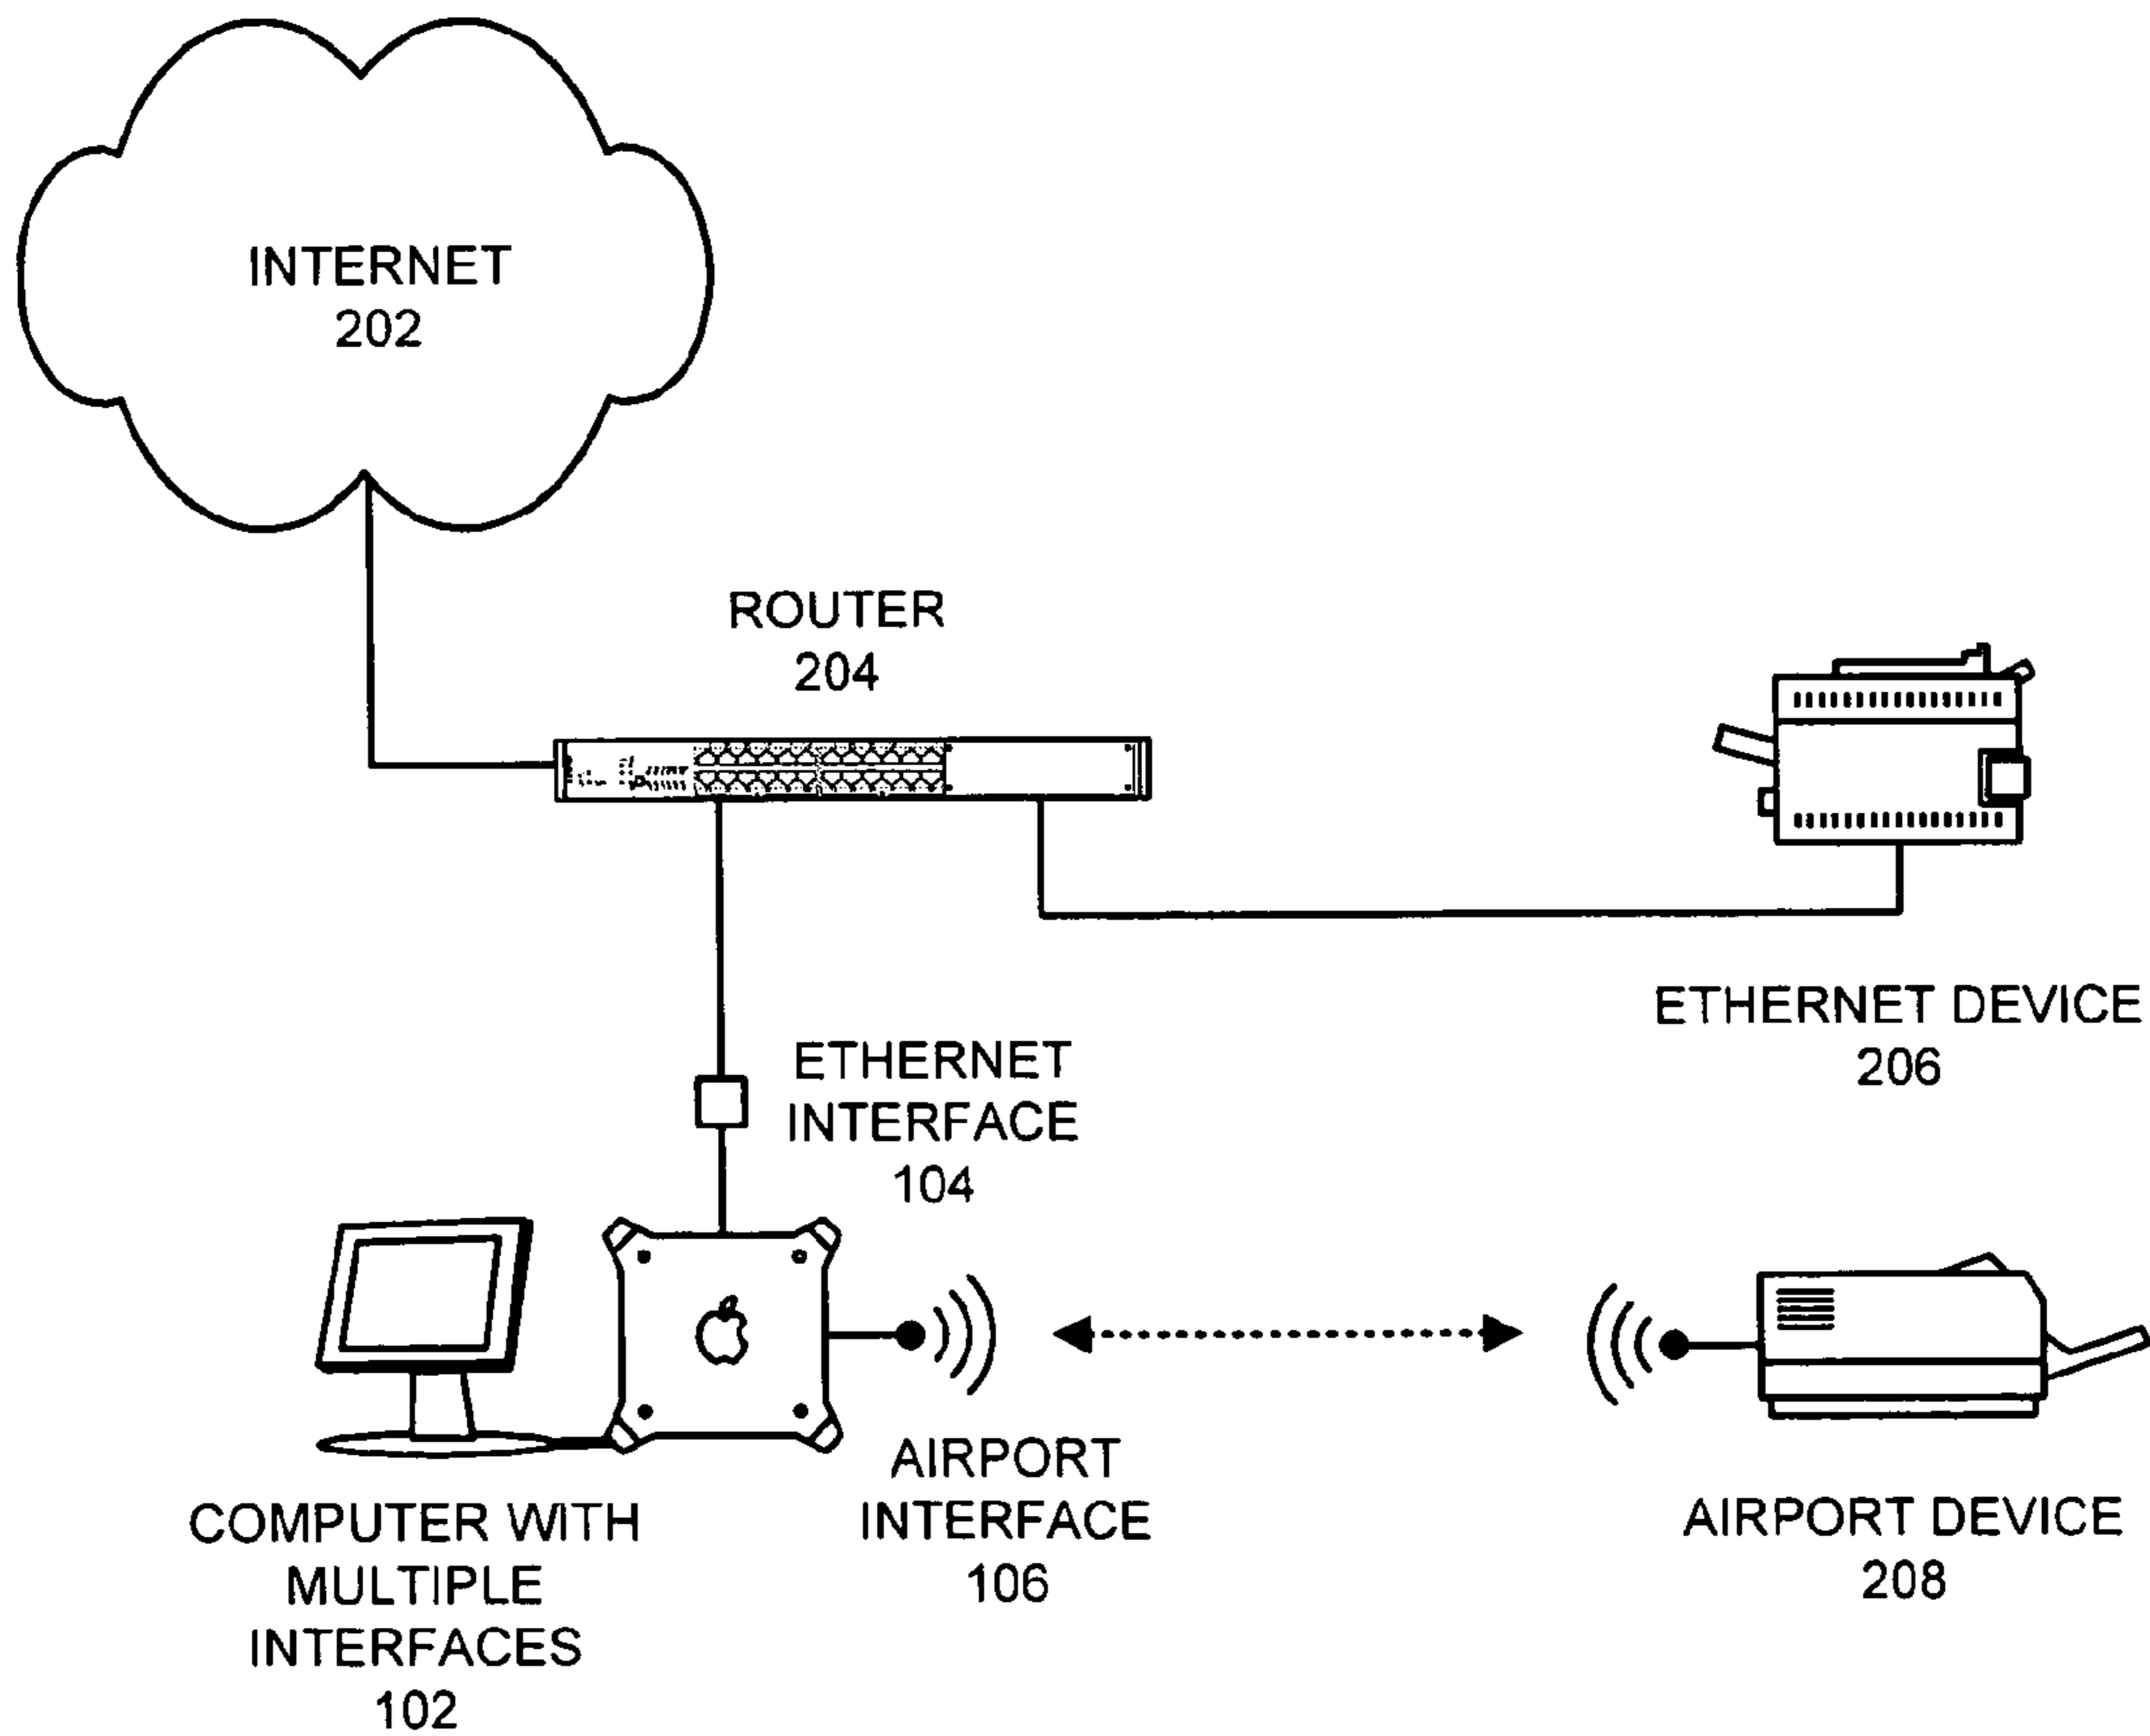 INTERNET
202
ROUTER
204
ETHERNET DEVICE
206
ETHERNET
INTERFACE
104
AIRPORT
INTERFACE
106
COMPUTER WITH
MULTIPLE
INTERFACES
102
AIRPORT DEVICE
208